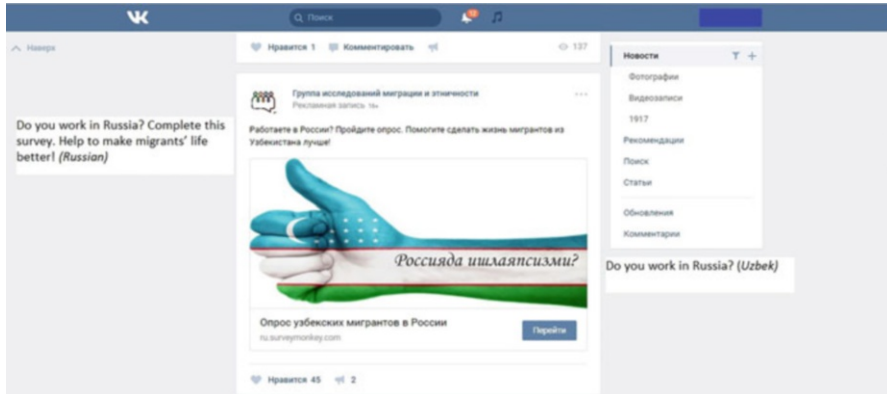 Поиск
12
Наверх
Нравится 1 Комментировать 137
Группа исследований миграции и этничности
Рекламная запись 16+
Работаете в России? Пройдите опрос. Помогите сделать жизнь мигрантов из
Узбекистана лучше!
Россияда ишлаяпсизми?
Опрос узбекских мигрантов в России
ru.surveymonkey.com
Перейти
Нравится 45 2
Do you work in Russia? Complete this
survey. Help to make migrants' life
better! (Russian)
Новости
Фотографии
Видеозаписи
1917
Рекомендации
Поиск
Статьи
Обновления
Комментарии
Do you work in Russia? (Uzbek)